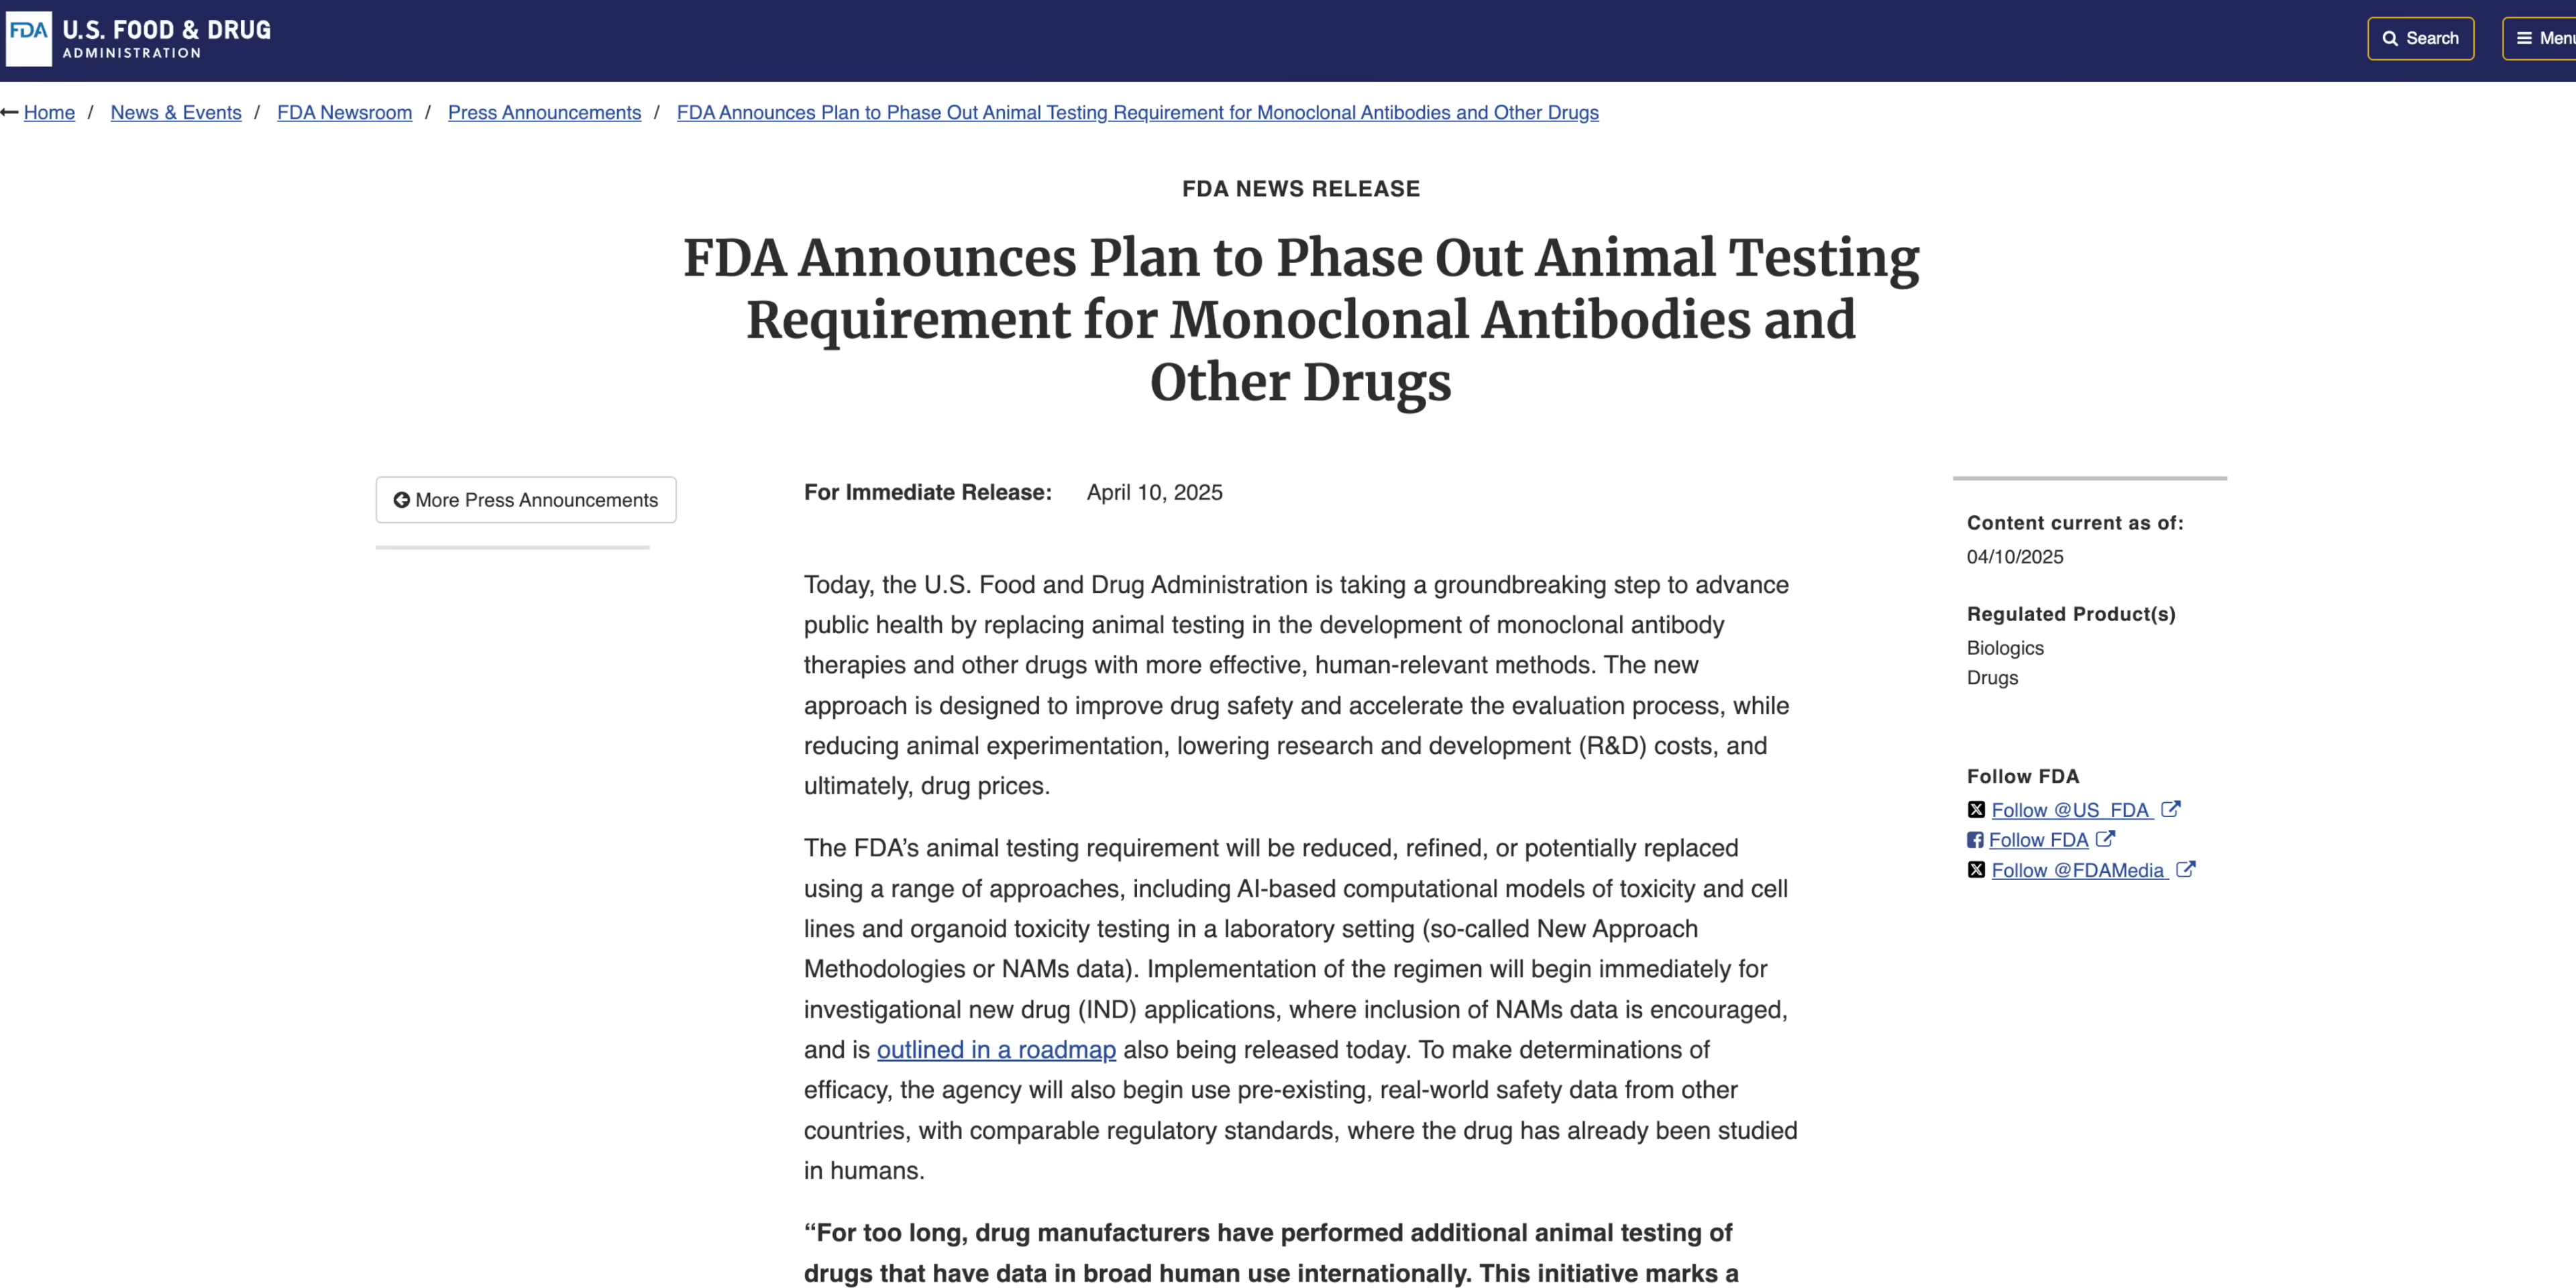 FDA U.S. FOOD & DRUG
ADMINISTRATION
Search
Menu
Home / News & Events / FDA Newsroom / Press Announcements / FDA Announces Plan to Phase Out Animal Testing Requirement for Monoclonal Antibodies and Other Drugs
FDA NEWS RELEASE
FDA Announces Plan to Phase Out Animal Testing
Requirement for Monoclonal Antibodies and
Other Drugs
More Press Announcements
For Immediate Release: April 10, 2025
Today, the U.S. Food and Drug Administration is taking a groundbreaking step to advance
public health by replacing animal testing in the development of monoclonal antibody
therapies and other drugs with more effective, human-relevant methods. The new
approach is designed to improve drug safety and accelerate the evaluation process, while
reducing animal experimentation, lowering research and development (R&D) costs, and
ultimately, drug prices.
The FDA’s animal testing requirement will be reduced, refined, or potentially replaced
using a range of approaches, including AI-based computational models of toxicity and cell
lines and organoid toxicity testing in a laboratory setting (so-called New Approach
Methodologies or NAMs data). Implementation of the regimen will begin immediately for
investigational new drug (IND) applications, where inclusion of NAMs data is encouraged,
and is outlined in a roadmap also being released today. To make determinations of
efficacy, the agency will also begin use pre-existing, real-world safety data from other
countries, with comparable regulatory standards, where the drug has already been studied
in humans.
“For too long, drug manufacturers have performed additional animal testing of
drugs that have data in broad human use internationally. This initiative marks a
Content current as of:
04/10/2025
Regulated Product(s)
Biologics
Drugs
Follow FDA
Follow @US_FDA
Follow FDA
Follow @FDAMedia